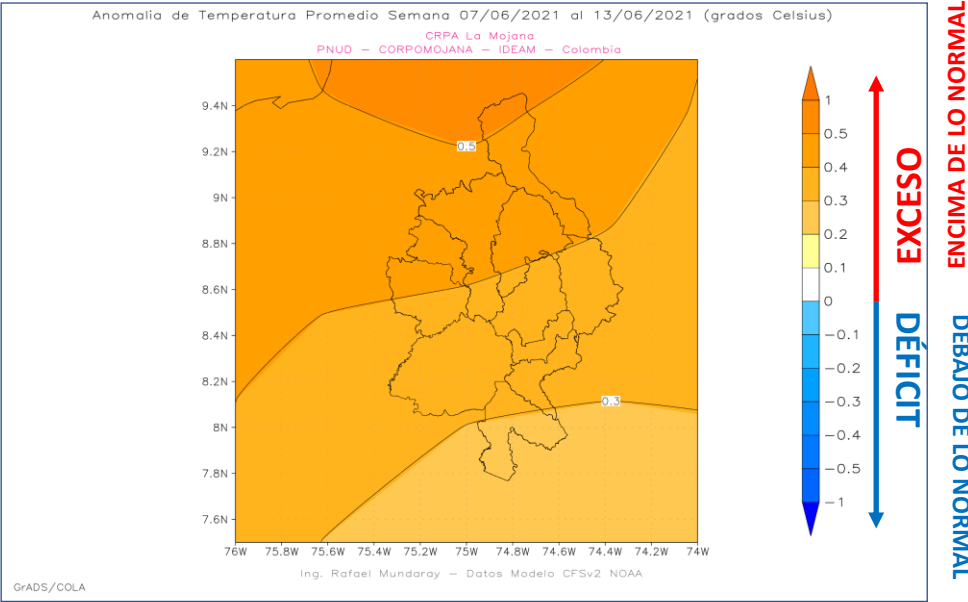 Anomalia de Temperatura Promedio Semana 07/06/2021 al 13/06/2021 (grados Celsius)
CRPA La Mojana
PNUD – CORPOMOJANA – IDEAM – Colombia
9.4N
9.2N
9N
8.8N
8.6N
8.4N
8.2N
8N
7.8N
7.6N
0.5
0.3
76W 75.8W 75.6W 75.4W 75.2W 75W 74.8W 74.6W 74.4W 74.2W 74W
Ing. Rafael Mundaray – Datos Modelo CFSv2 NOAA
GrADS/COLA
1
0.5
0.4
0.3
0.2
0.1
0
−0.1
−0.2
−0.3
−0.4
−0.5
−1
EXCESO
DÉFICIT
ENCIMA DE LO NORMAL
DEBAJO DE LO NORMAL